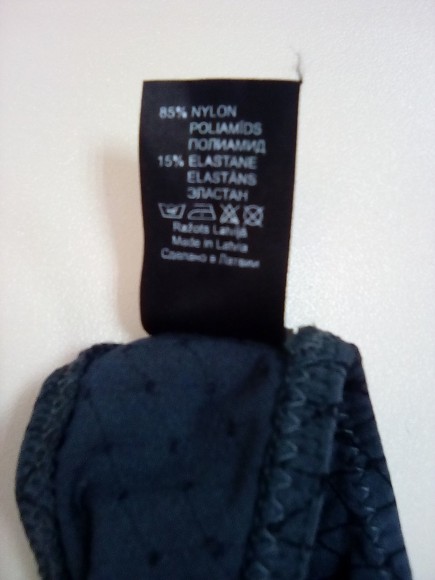 85% NYLON
POLIAMĪDS
ПОЛИАМИД
15% ELASTANE
ELASTĀNS
ЭЛАСТАН
Ražots Latvijā
Made in Latvia
Сделано в Латвии